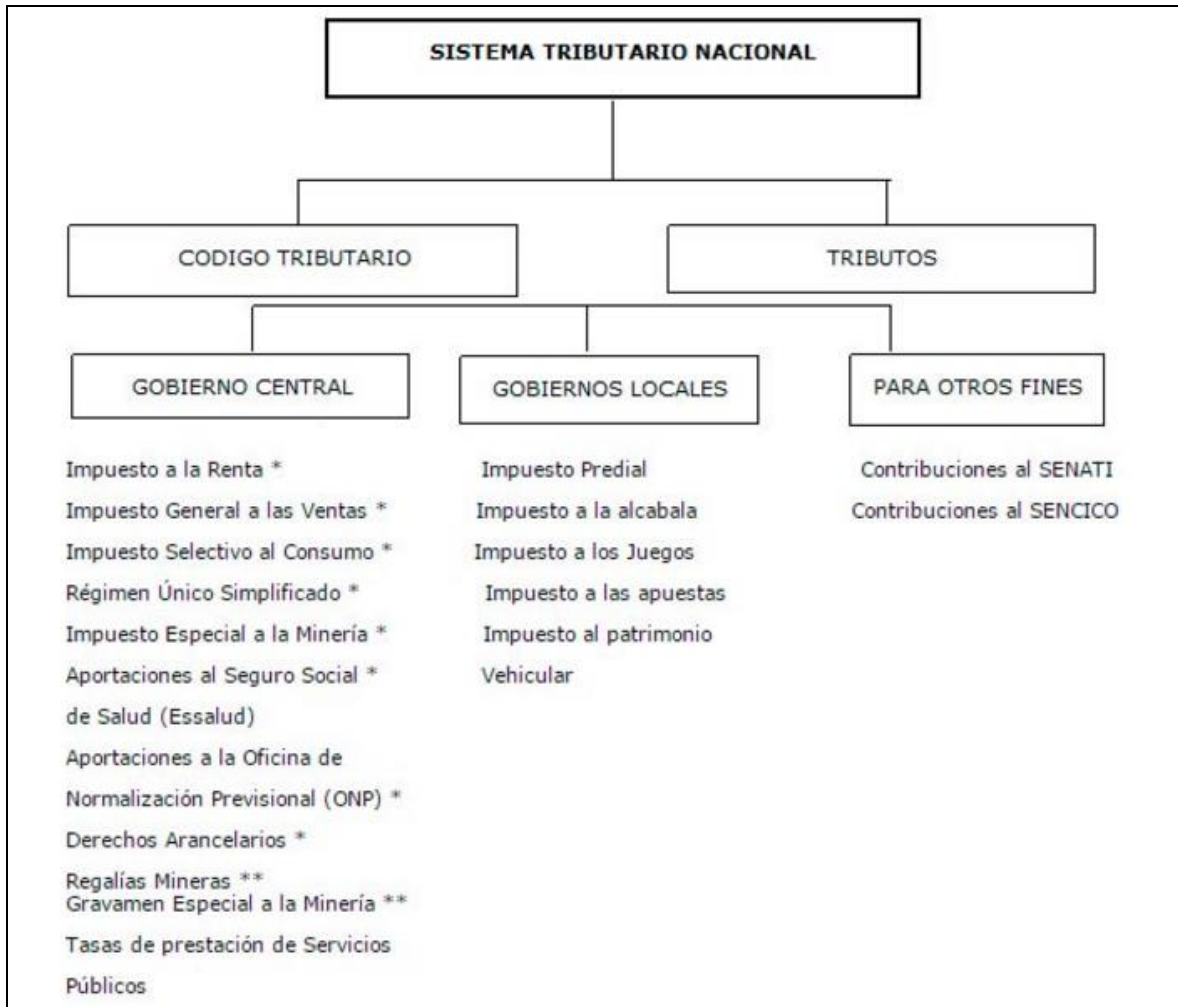 SISTEMA TRIBUTARIO NACIONAL
CODIGO TRIBUTARIO
TRIBUTOS
GOBIERNO CENTRAL
Impuesto a la Renta *
Impuesto General a las Ventas *
Impuesto Selectivo al Consumo *
Régimen Único Simplificado *
Impuesto Especial a la Minería *
Aportaciones al Seguro Social *
de Salud (Essalud)
Aportaciones a la Oficina de
Normalización Previsional (ONP) *
Derechos Arancelarios *
Regalías Mineras **
Gravamen Especial a la Minería **
Tasas de prestación de Servicios
Públicos
GOBIERNOS LOCALES
Impuesto Predial
Impuesto a la alcabala
Impuesto a los Juegos
Impuesto a las apuestas
Impuesto al patrimonio
Vehicular
PARA OTROS FINES
Contribuciones al SENATI
Contribuciones al SENCICO